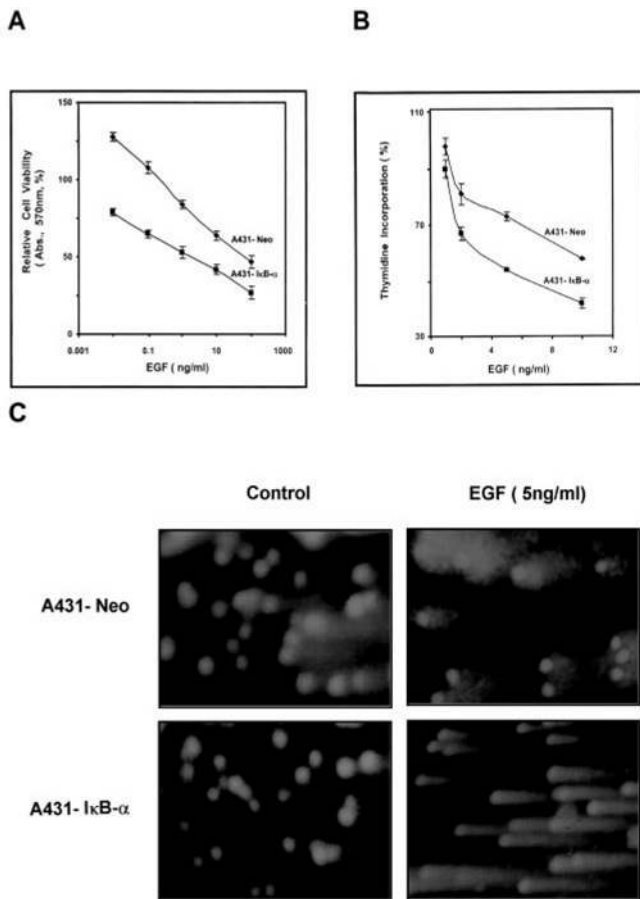 A
B
Relative Cell Viability
( Abs., 570nm, %)
150
75
0
0.001
0.1
10
1000
EGF ( ng/ml)
A431- Neo
A431- IκB-α
Thymidine Incorporation ( %)
110
70
30
0
4
8
12
EGF ( ng/ml)
A431- Neo
A431- IκB-α
C
Control
EGF ( 5ng/ml)
A431- Neo
A431- IκB-α